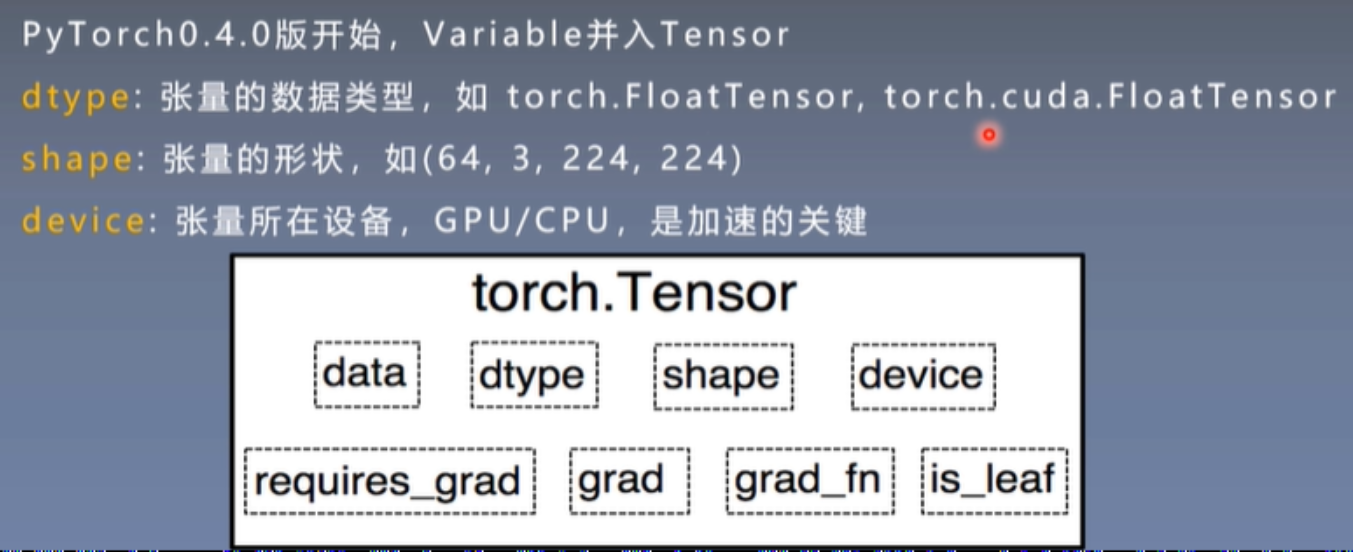 PyTorch0.4.0版开始，Variable并入Tensor
dtype: 张量的数据类型，如 torch.FloatTensor, torch.cuda.FloatTensor
shape: 张量的形状，如(64, 3, 224, 224)
device: 张量所在设备，GPU/CPU，是加速的关键
torch.Tensor
data dtype shape device
requires_grad grad grad_fn is_leaf